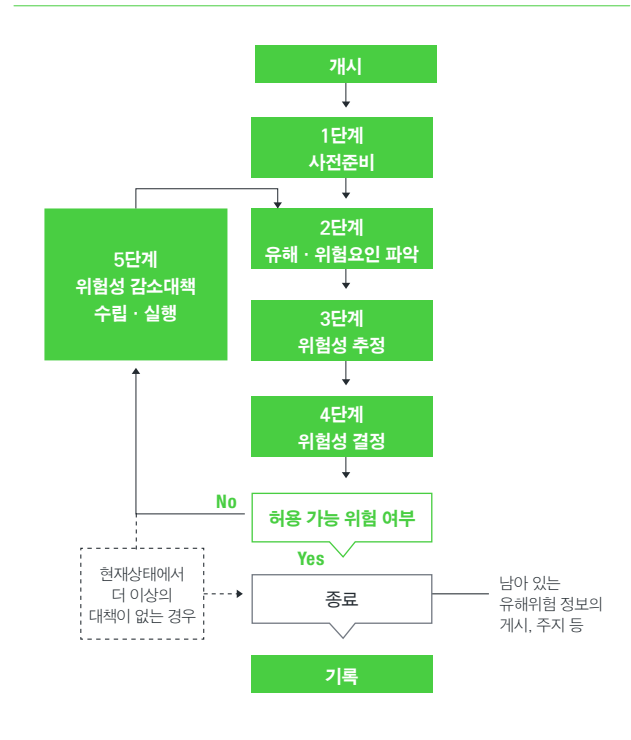 개시
1단계
사전준비
2단계
유해 · 위험요인 파악
5단계
위험성 감소대책
수립 · 실행
3단계
위험성 추정
4단계
위험성 결정
No
허용 가능 위험 여부
Yes
현재상태에서
더 이상의
대책이 없는 경우
종료
남아 있는
유해위험 정보의
게시, 주지 등
기록